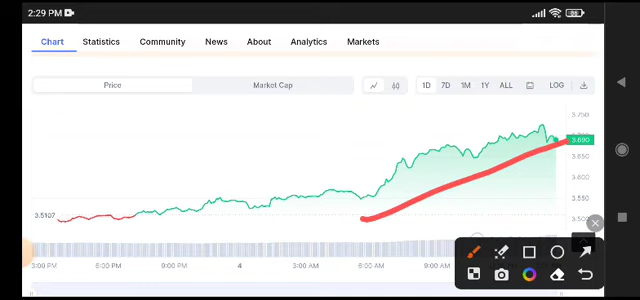 2:29 PM
Chart Statistics Community News About Analytics Markets
Price Market Cap 1D 7D 1M 1Y ALL LOG
3.750
3.690
3.650
3.600
3.550
3.5107
3.500
3:00 PM 6:00 PM 9:00 PM 4 3:00 AM 6:00 AM 9:00 AM